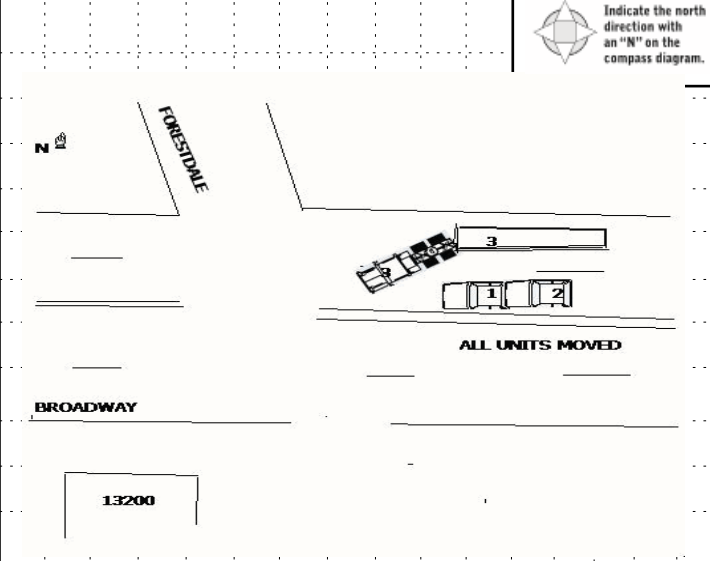 Indicate the north
direction with
an "N" on the
compass diagram.
FORESTDALE
N
3
1 2
ALL UNITS MOVED
BROADWAY
13200